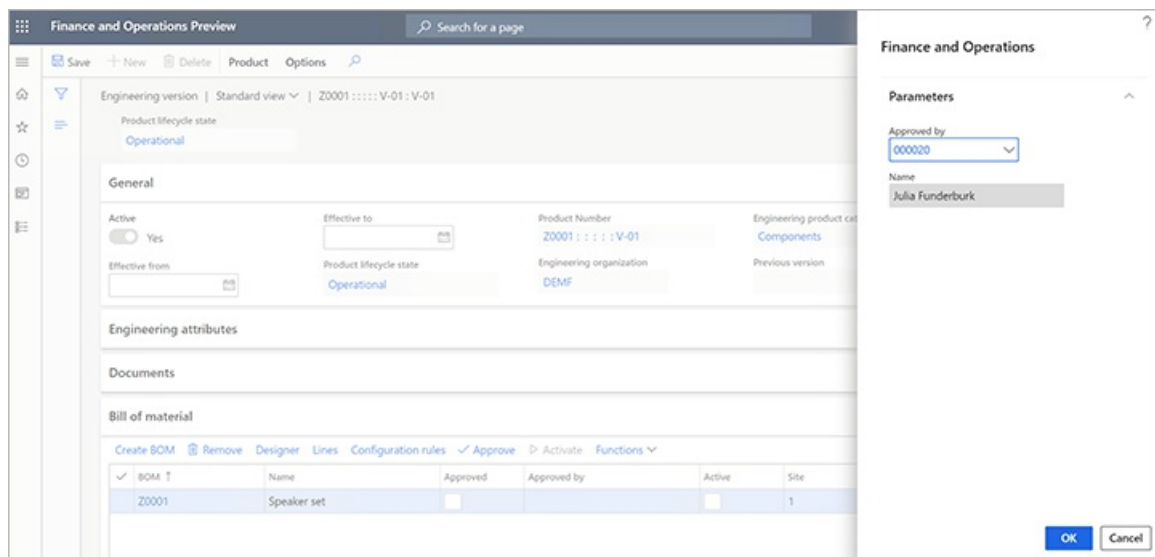 Finance and Operations Preview
Search for a page
?
Finance and Operations
Save New Delete Product Options
Engineering version | Standard view | Z0001 : : : : : V-01 : V-01
Product lifecycle state
Operational
General
Active
Yes
Effective to
Product Number
Z0001 : : : : : V-01
Engineering product cat
Components
Effective from
Product lifecycle state
Operational
Engineering organization
DEMF
Previous version
Engineering attributes
Documents
Bill of material
Create BOM Remove Designer Lines Configuration rules Approve Activate Functions
BOM Name Approved Approved by Active Site
Z0001 Speaker set 1
Parameters
Approved by
000020
Name
Julia Funderburk
OK Cancel